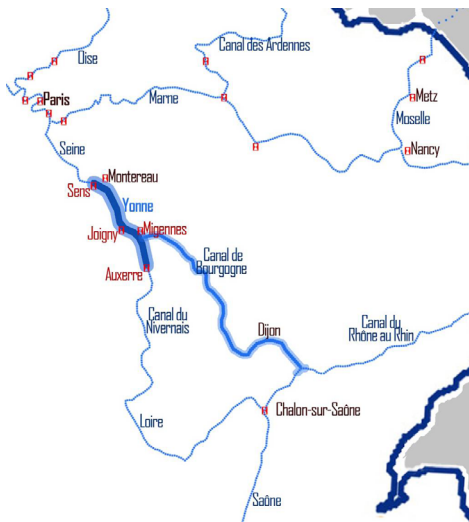 Oise
Canal des Ardennes
Paris
Marne
Metz
Moselle
Seine
Nancy
Montereau
Sens
Yonne
Joigny
Migennes
Canal de
Bourgogne
Auxerre
Canal du
Nivernais
Dijon
Canal du
Rhône au Rhin
Loire
Chalon-sur-Saône
Saône